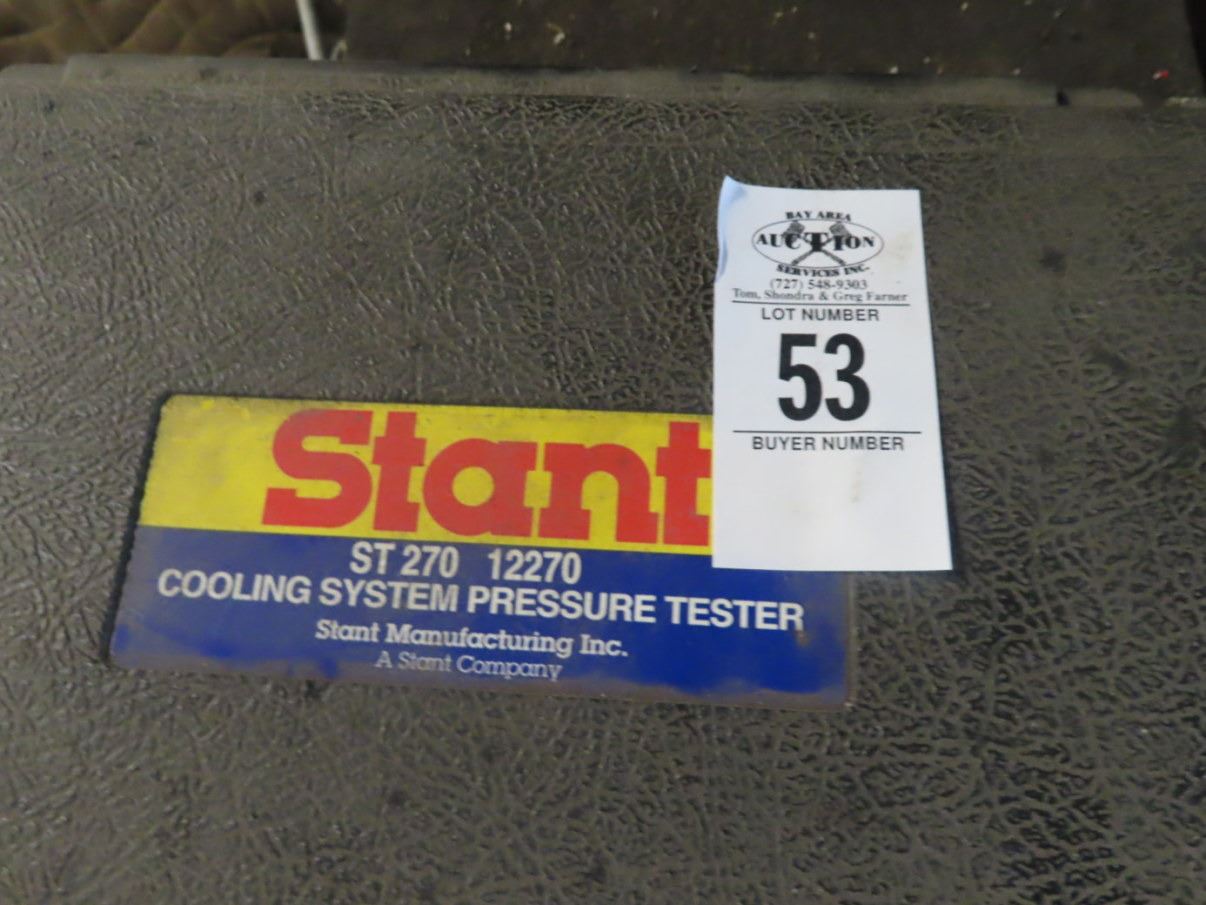 BAY AREA
AUCTION
SERVICES INC.
(727) 548-9303
Tom, Shondra & Greg Farner
LOT NUMBER
53
BUYER NUMBER
Stant
ST 270 12270
COOLING SYSTEM PRESSURE TESTER
Stant Manufacturing Inc.
A Stant Company